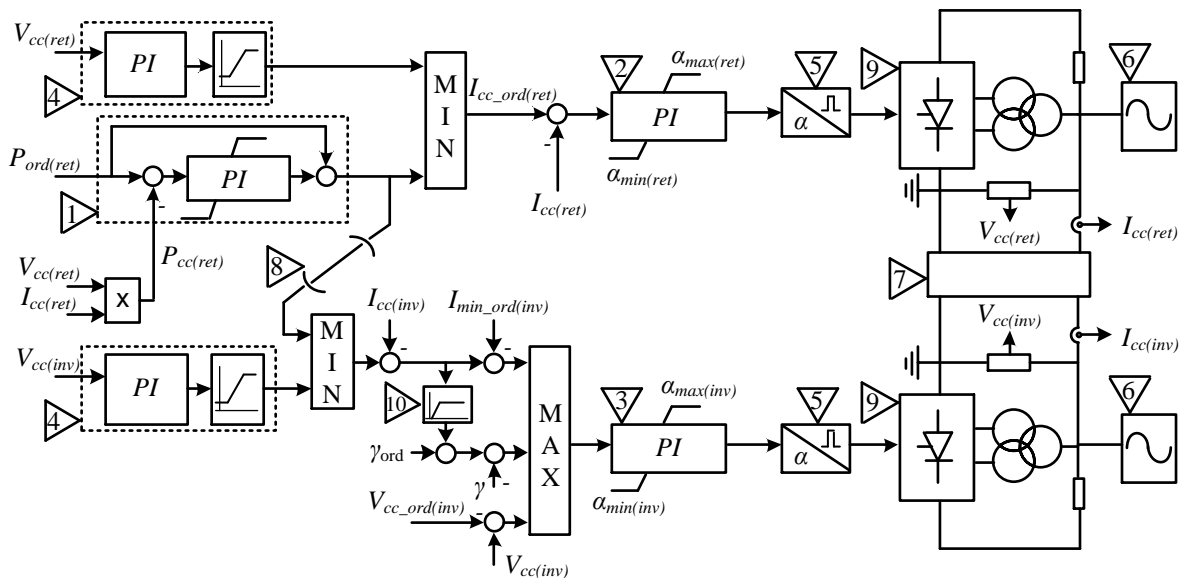 V_cc(ret)
PI
4
P_ord(ret)
PI
1
-
P_cc(ret)
V_cc(ret)
I_cc(ret)
x
V_cc(inv)
PI
4
M
I
N
I_cc_ord(ret)
-
I_cc(ret)
2
α_max(ret)
PI
α_min(ret)
5
α
9
6
V_cc(ret)
I_cc(ret)
7
8
M
I
N
I_cc(inv)
-
I_min_ord(inv)
-
10
γ_ord
γ
-
V_cc_ord(inv)
-
V_cc(inv)
M
A
X
3
α_max(inv)
PI
α_min(inv)
5
α
9
6
V_cc(inv)
I_cc(inv)